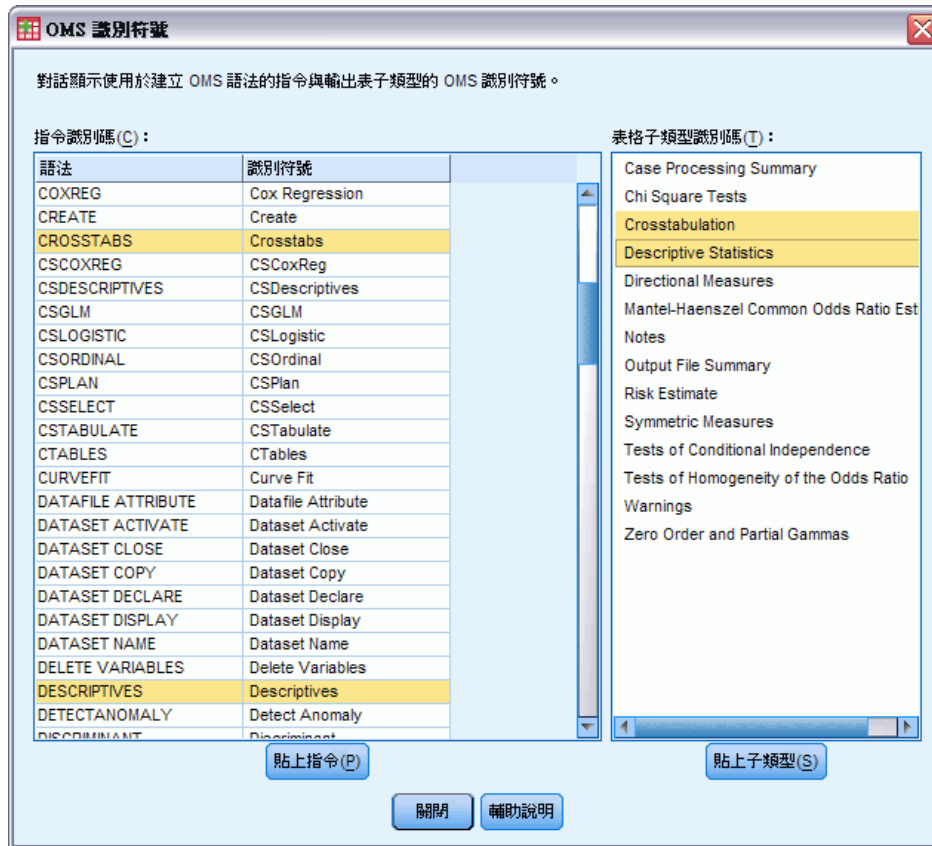 OMS 識別符號
對話顯示使用於建立 OMS 語法的指令與輸出表子類型的 OMS 識別符號。
指令識別碼(C)：
語法 識別符號
COXREG Cox Regression
CREATE Create
CROSSTABS Crosstabs
CSCOXREG CSCoxReg
CSDESCRIPTIVES CSDescriptives
CSGLM CSGLM
CSLOGISTIC CSLogistic
CSORDINAL CSOrdinal
CSPLAN CSPlan
CSSELECT CSSelect
CSTABULATE CSTabulate
CTABLES CTables
CURVEFIT Curve Fit
DATAFILE ATTRIBUTE Datafile Attribute
DATASET ACTIVATE Dataset Activate
DATASET CLOSE Dataset Close
DATASET COPY Dataset Copy
DATASET DECLARE Dataset Declare
DATASET DISPLAY Dataset Display
DATASET NAME Dataset Name
DELETE VARIABLES Delete Variables
DESCRIPTIVES Descriptives
DETECTANOMALY Detect Anomaly
DISCRIMINANT Discriminant
貼上指令(P)
表格子類型識別碼(T)：
Case Processing Summary
Chi Square Tests
Crosstabulation
Descriptive Statistics
Directional Measures
Mantel-Haenszel Common Odds Ratio Est
Notes
Output File Summary
Risk Estimate
Symmetric Measures
Tests of Conditional Independence
Tests of Homogeneity of the Odds Ratio
Warnings
Zero Order and Partial Gammas
貼上子類型(S)
關閉
輔助說明